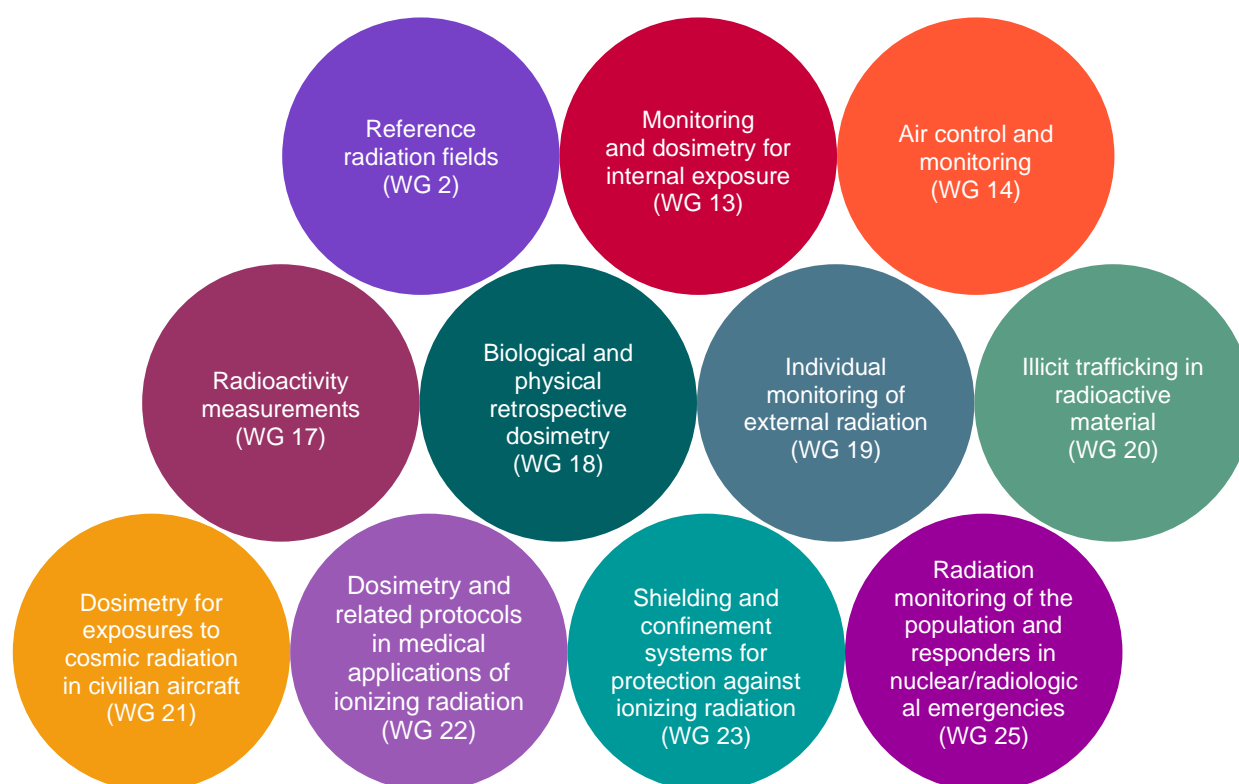 Reference
radiation fields
(WG 2)
Monitoring
and dosimetry for
internal exposure
(WG 13)
Air control and
monitoring
(WG 14)
Radioactivity
measurements
(WG 17)
Biological and
physical
retrospective
dosimetry
(WG 18)
Individual
monitoring of
external radiation
(WG 19)
Illicit trafficking in
radioactive
material
(WG 20)
Dosimetry for
exposures to
cosmic radiation
in civilian aircraft
(WG 21)
Dosimetry and
related protocols
in medical
applications of
ionizing radiation
(WG 22)
Shielding and
confinement
systems for
protection against
ionizing radiation
(WG 23)
Radiation
monitoring of the
population and
responders in
nuclear/radiologic
al emergencies
(WG 25)